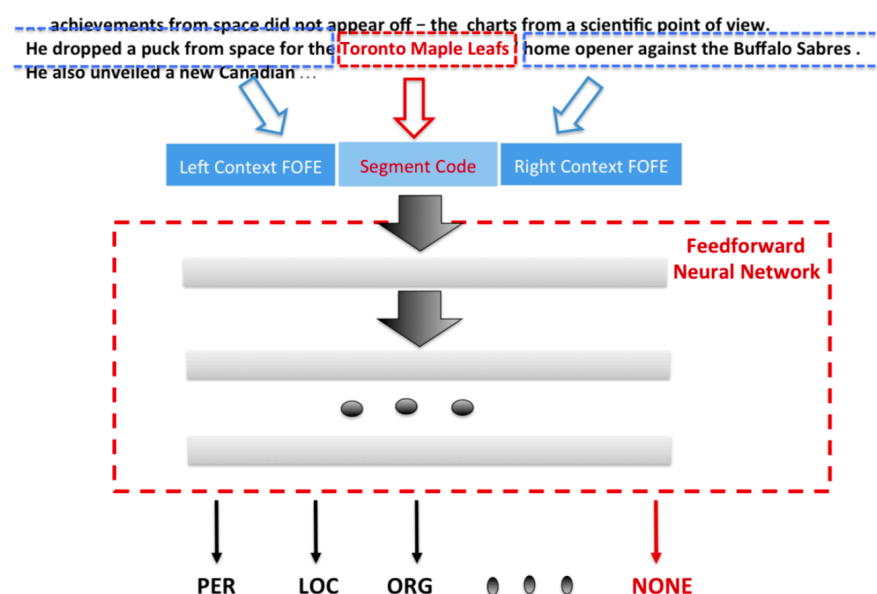 achievements from space did not appear off – the charts from a scientific point of view.
He dropped a puck from space for the Toronto Maple Leafs ' home opener against the Buffalo Sabres .
He also unveiled a new Canadian ...
Left Context FOFE Segment Code Right Context FOFE
Feedforward
Neural Network
PER LOC ORG NONE